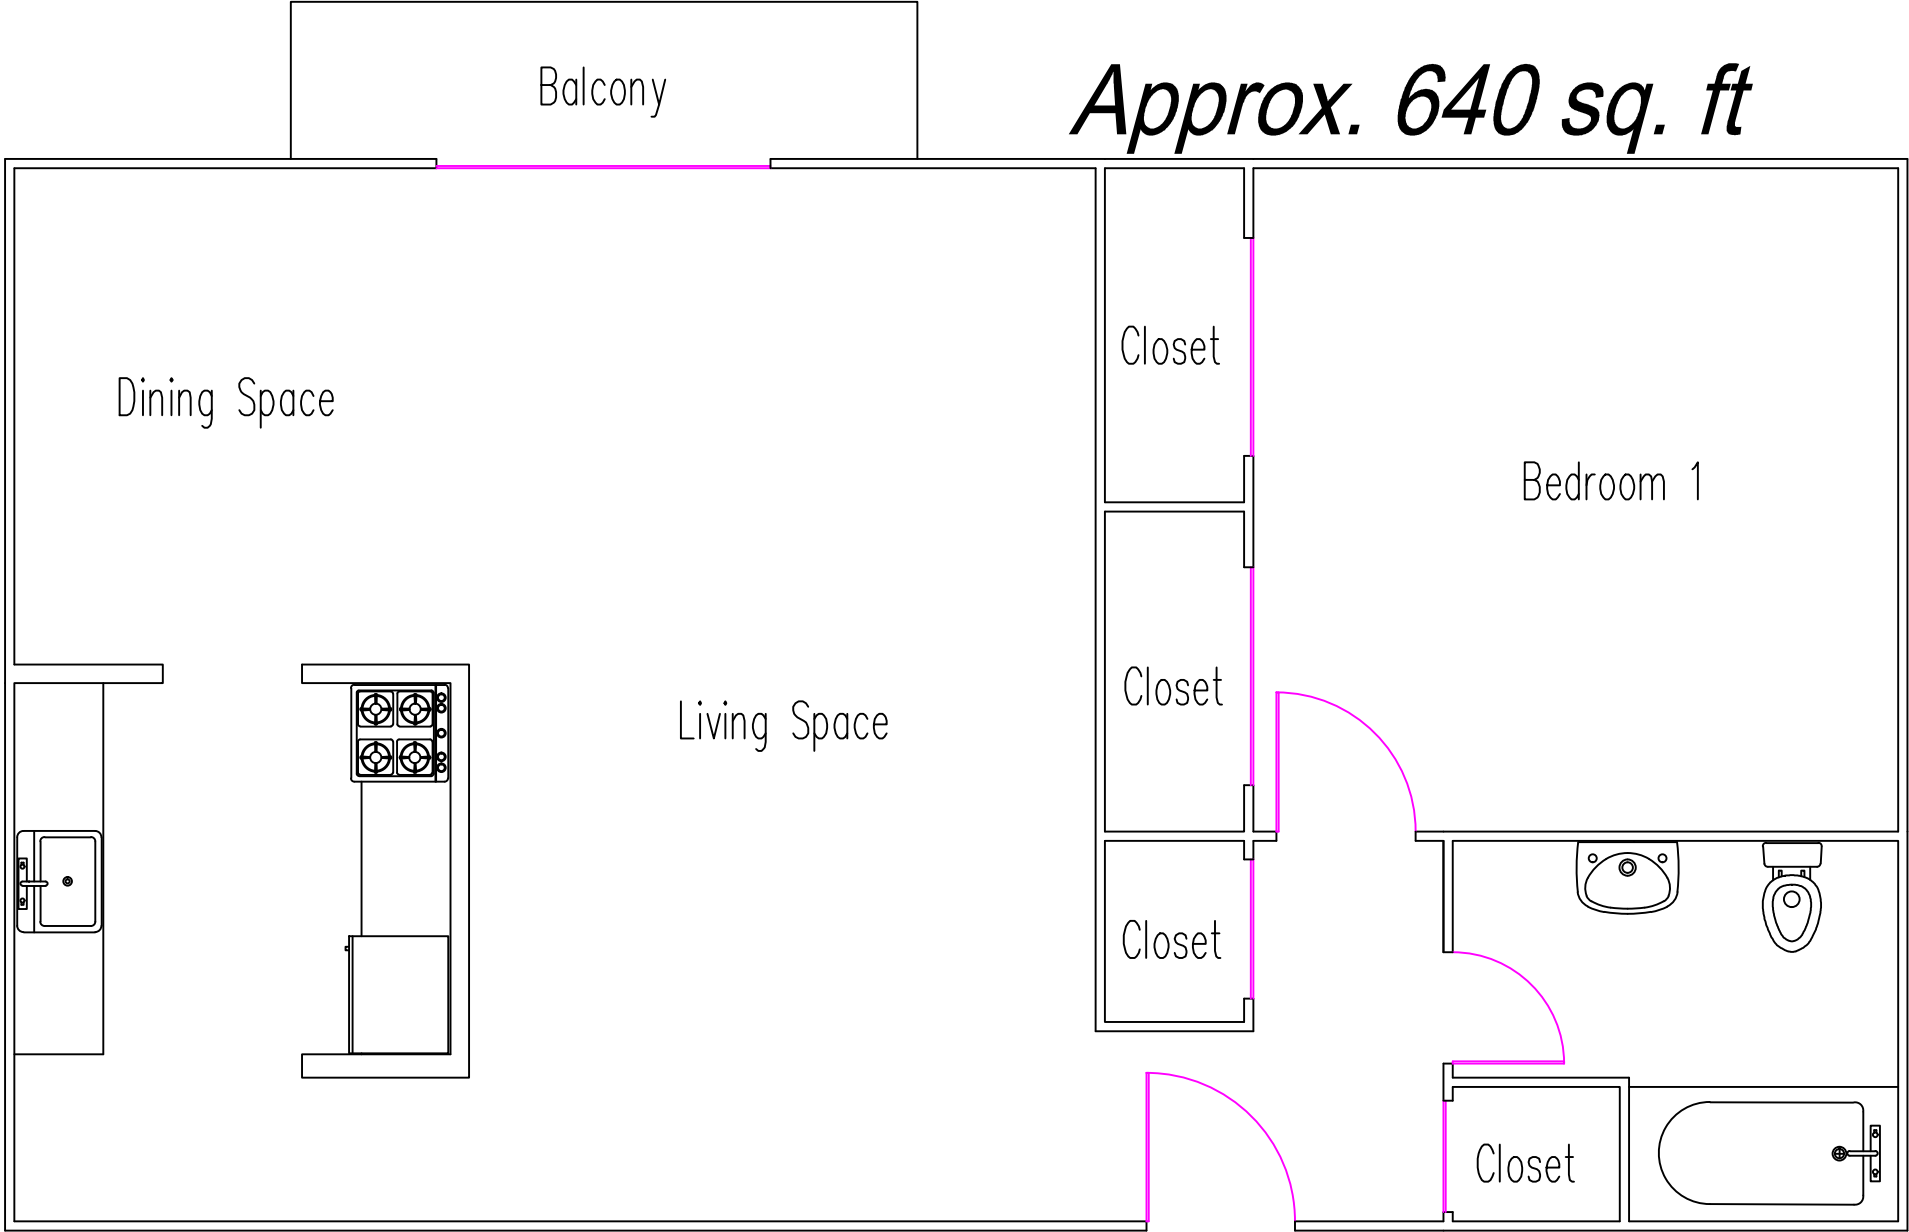 Balcony
Approx. 640 sq. ft
Closet
Dining Space
Bedroom 1
Closet
Living Space
Closet
Closet